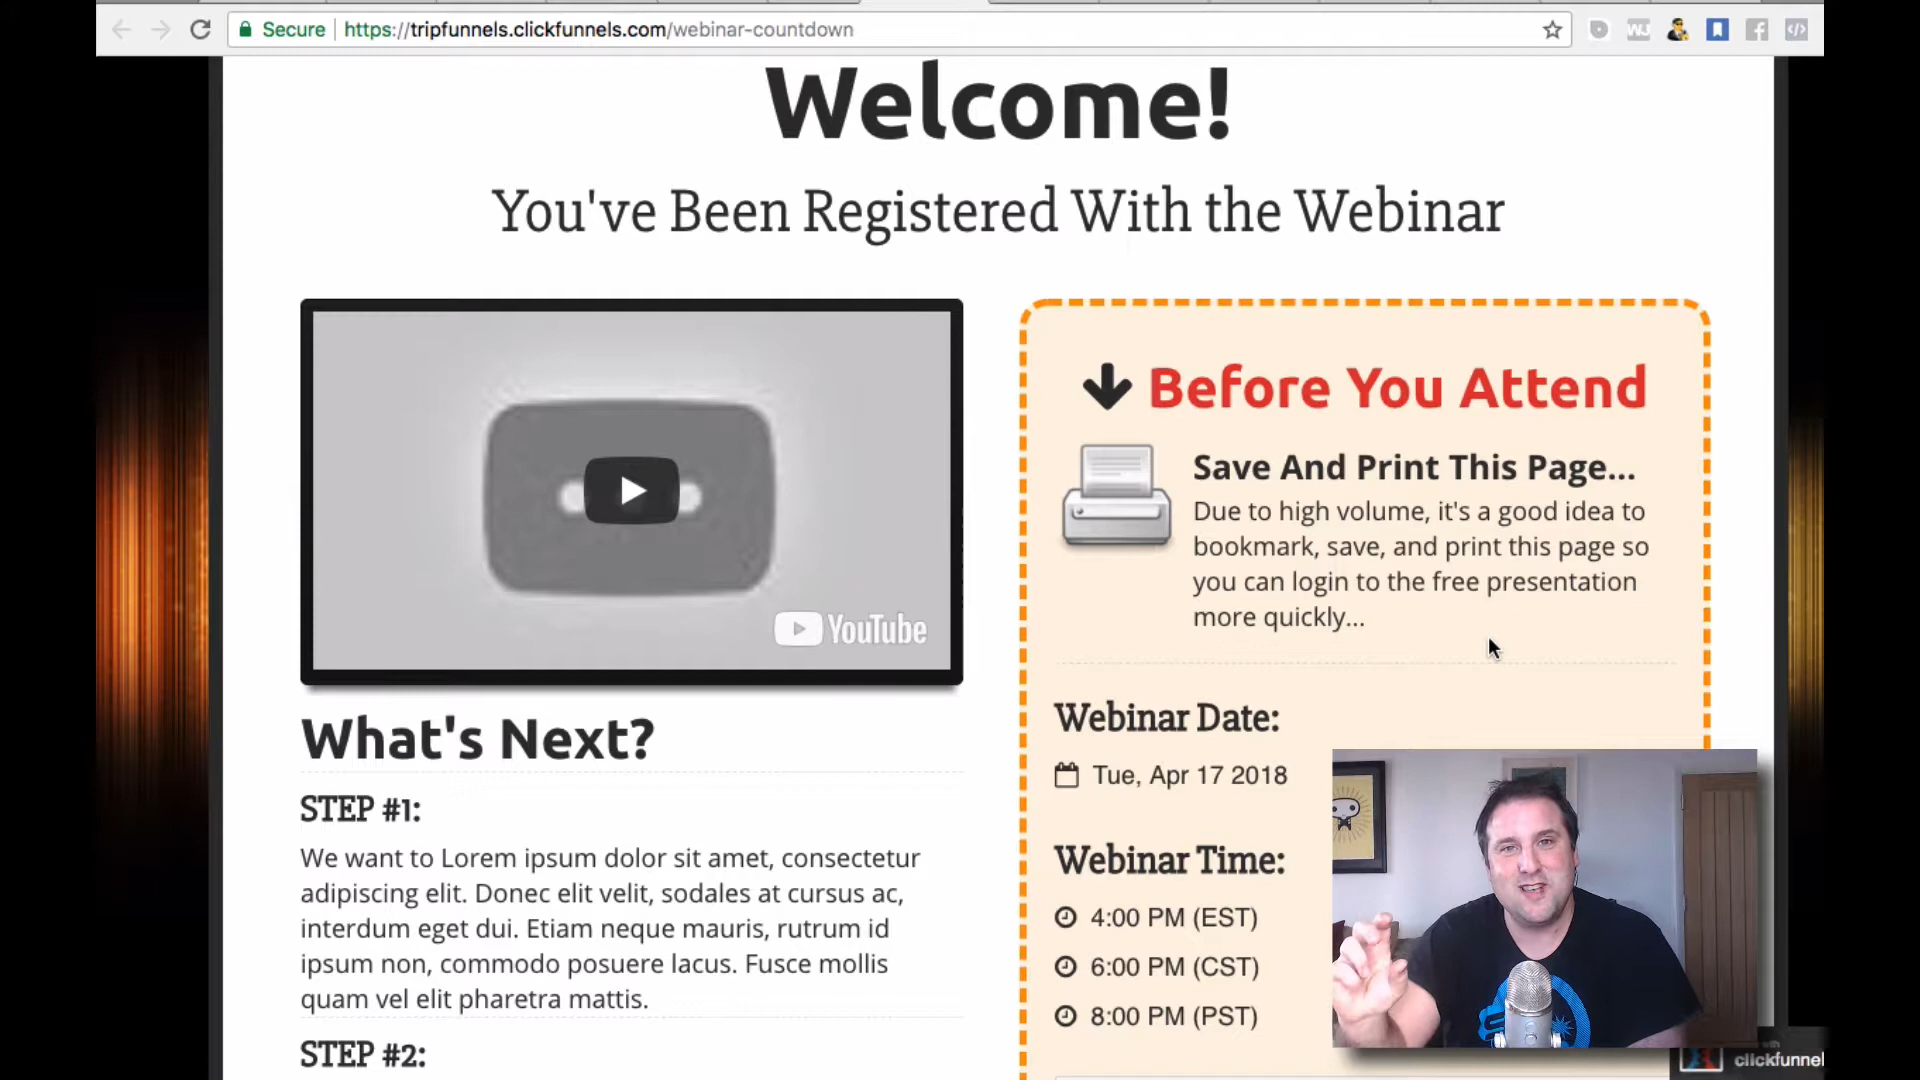 Secure https://tripfunnels.clickfunnels.com/webinar-countdown
Welcome!
You've Been Registered With the Webinar
YouTube
What's Next?
STEP #1:
We want to Lorem ipsum dolor sit amet, consectetur
adipiscing elit. Donec elit velit, sodales at cursus ac,
interdum eget dui. Etiam neque mauris, rutrum id
ipsum non, commodo posuere lacus. Fusce mollis
quam vel elit pharetra mattis.
STEP #2:
Before You Attend
Save And Print This Page...
Due to high volume, it's a good idea to
bookmark, save, and print this page so
you can login to the free presentation
more quickly...
Webinar Date:
Tue, Apr 17 2018
Webinar Time:
4:00 PM (EST)
6:00 PM (CST)
8:00 PM (PST)
clickfunnel